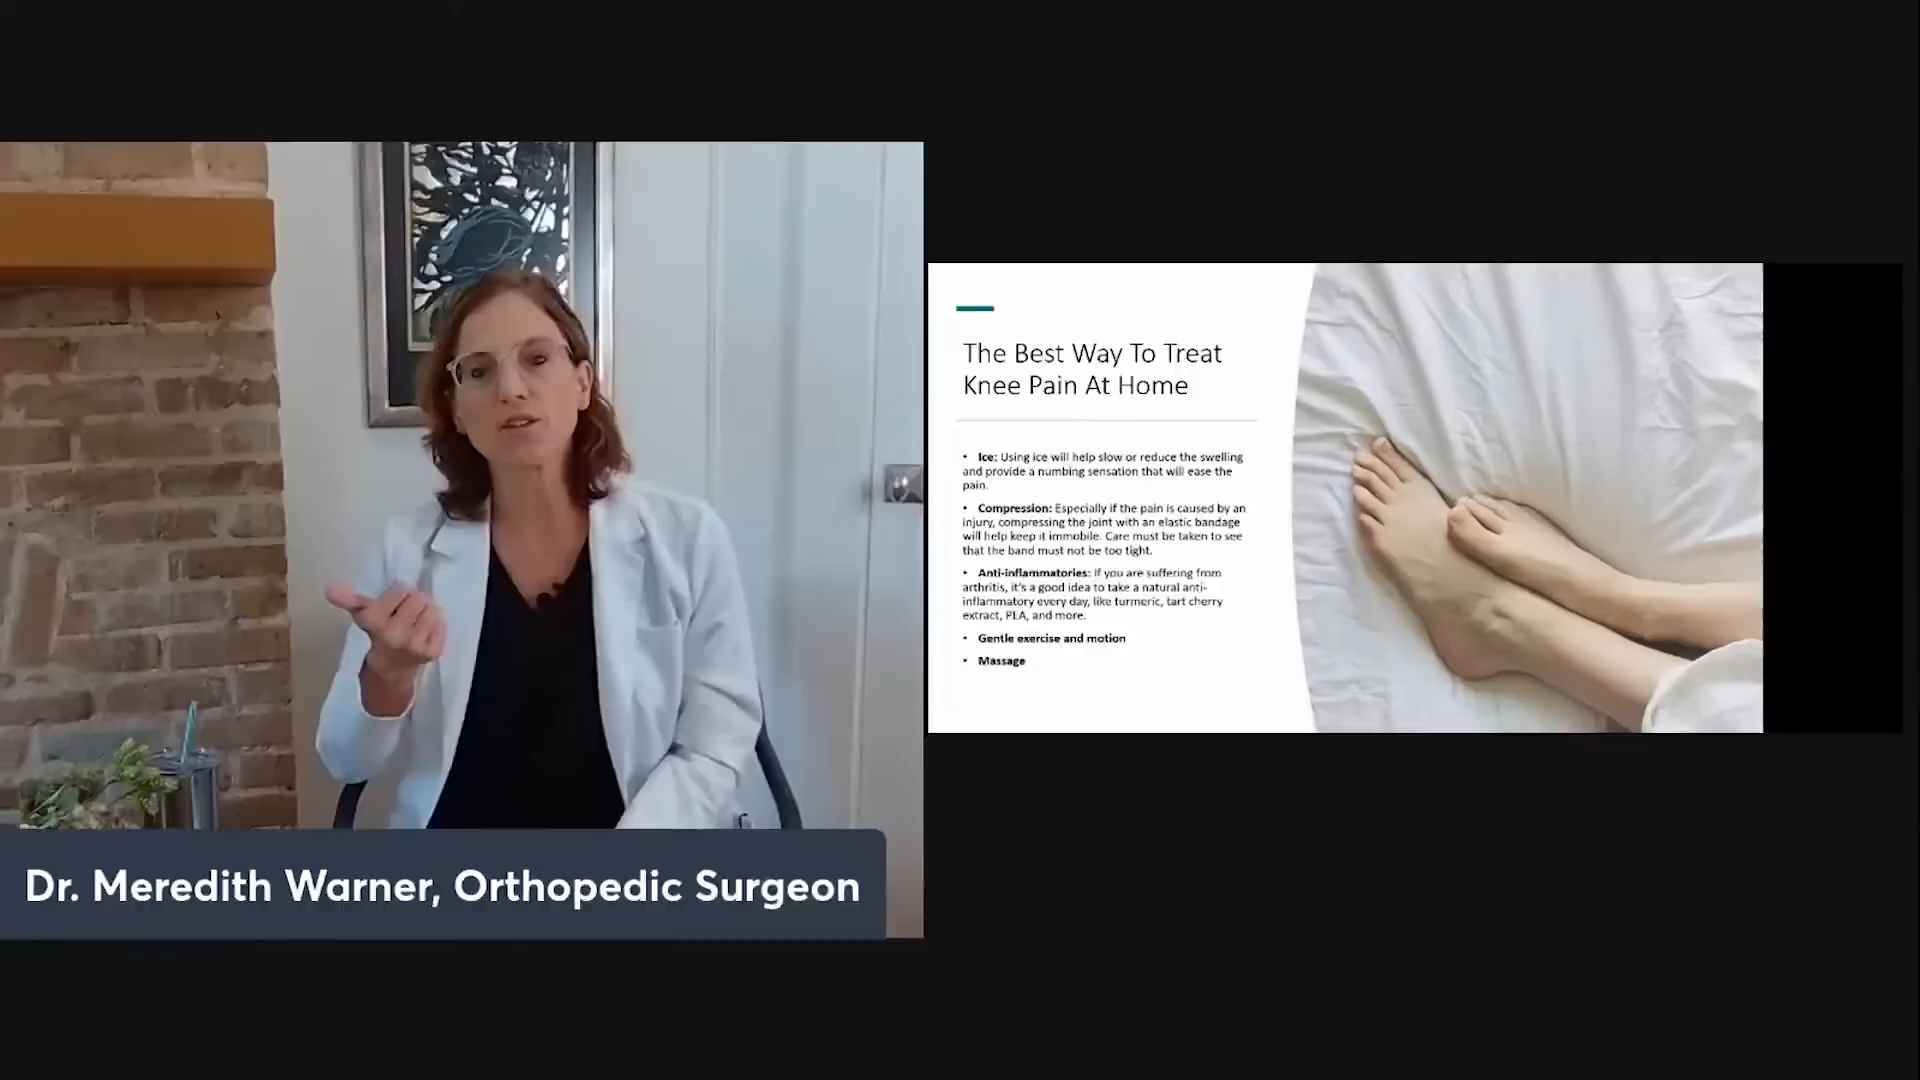 The Best Way To Treat
Knee Pain At Home
• Ice: Using ice will help slow or reduce the swelling
and provide a numbing sensation that will ease the
pain.
• Compression: Especially if the pain is caused by an
injury, compressing the joint with an elastic bandage
will help keep it immobile. Care must be taken to see
that the band must not be too tight.
• Anti-inflammatories: If you are suffering from
arthritis, it's a good idea to take a natural anti-
inflammatory every day, like turmeric, tart cherry
extract, PEA, and more.
• Gentle exercise and motion
• Massage
Dr. Meredith Warner, Orthopedic Surgeon